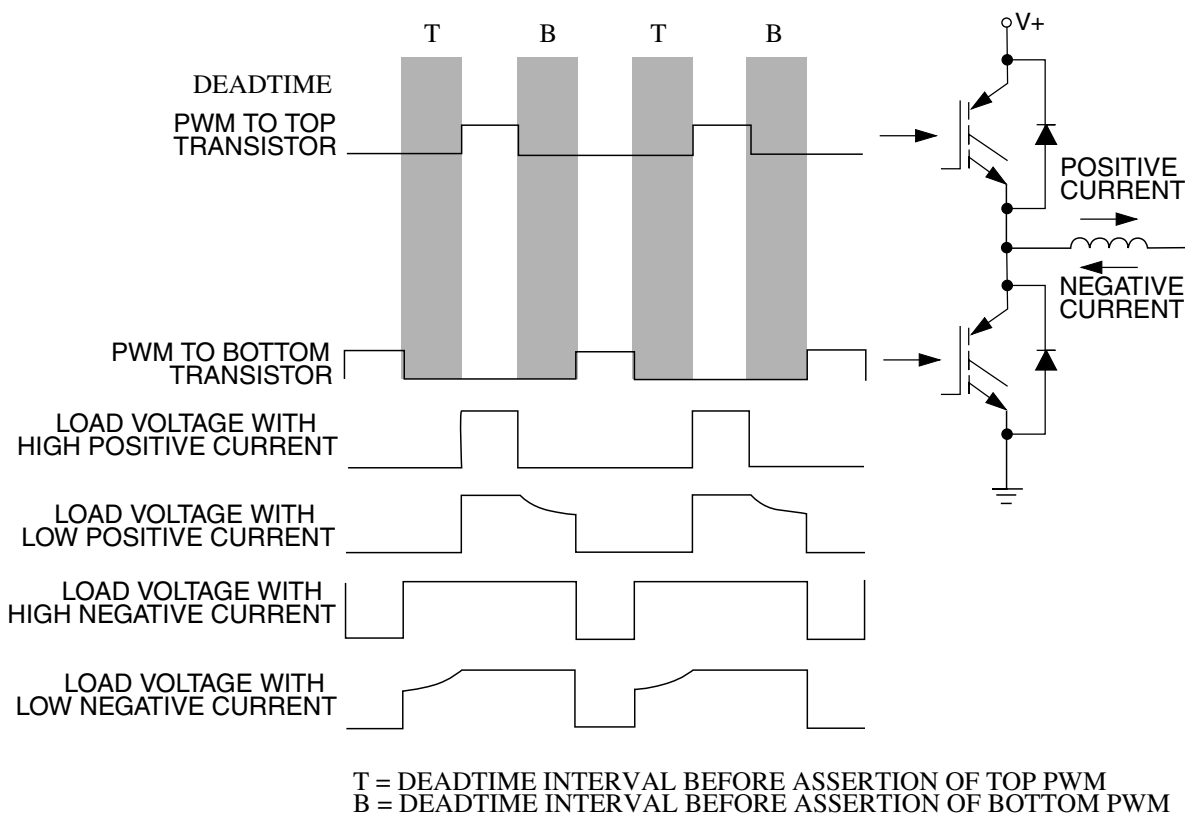 T B T B
V+
DEADTIME
PWM TO TOP
TRANSISTOR
POSITIVE
CURRENT
NEGATIVE
CURRENT
PWM TO BOTTOM
TRANSISTOR
LOAD VOLTAGE WITH
HIGH POSITIVE CURRENT
LOAD VOLTAGE WITH
LOW POSITIVE CURRENT
LOAD VOLTAGE WITH
HIGH NEGATIVE CURRENT
LOAD VOLTAGE WITH
LOW NEGATIVE CURRENT
T = DEADTIME INTERVAL BEFORE ASSERTION OF TOP PWM
B = DEADTIME INTERVAL BEFORE ASSERTION OF BOTTOM PWM